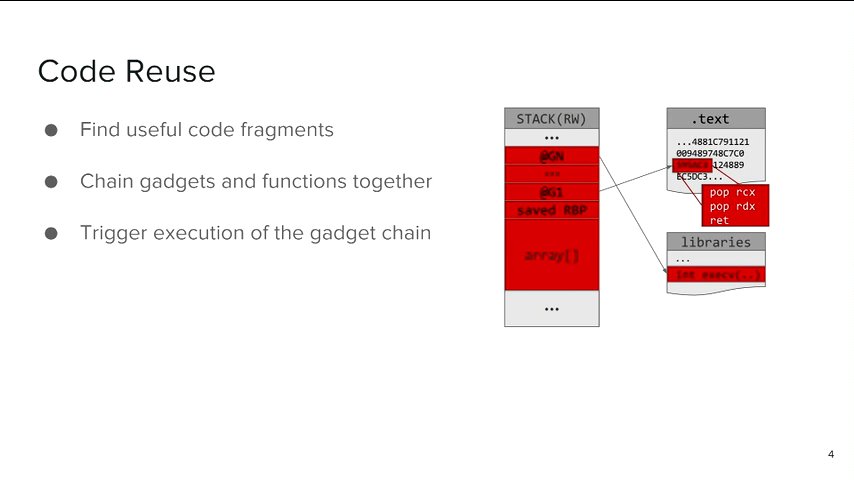 Code Reuse
● Find useful code fragments
● Chain gadgets and functions together
● Trigger execution of the gadget chain
STACK(RW)
...
@GN
...
@G1
saved RBP
array[]
...
.text
...4881C791121
009489748C7C0
124889
EC5DC3...
pop rcx
pop rdx
ret
libraries
...
int execv(..)
4